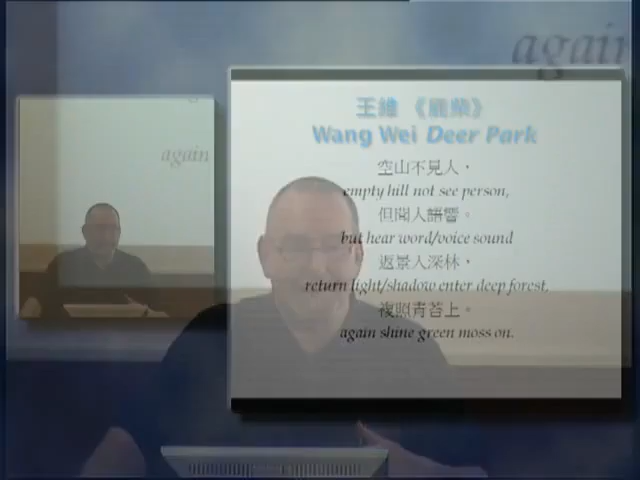 again
again
王維 《鹿柴》
Wang Wei Deer Park
空山不見人，
empty hill not see person,
但聞人語響。
but hear word/voice sound
返景入深林，
return light/shadow enter deep forest,
複照青苔上。
again shine green moss on.